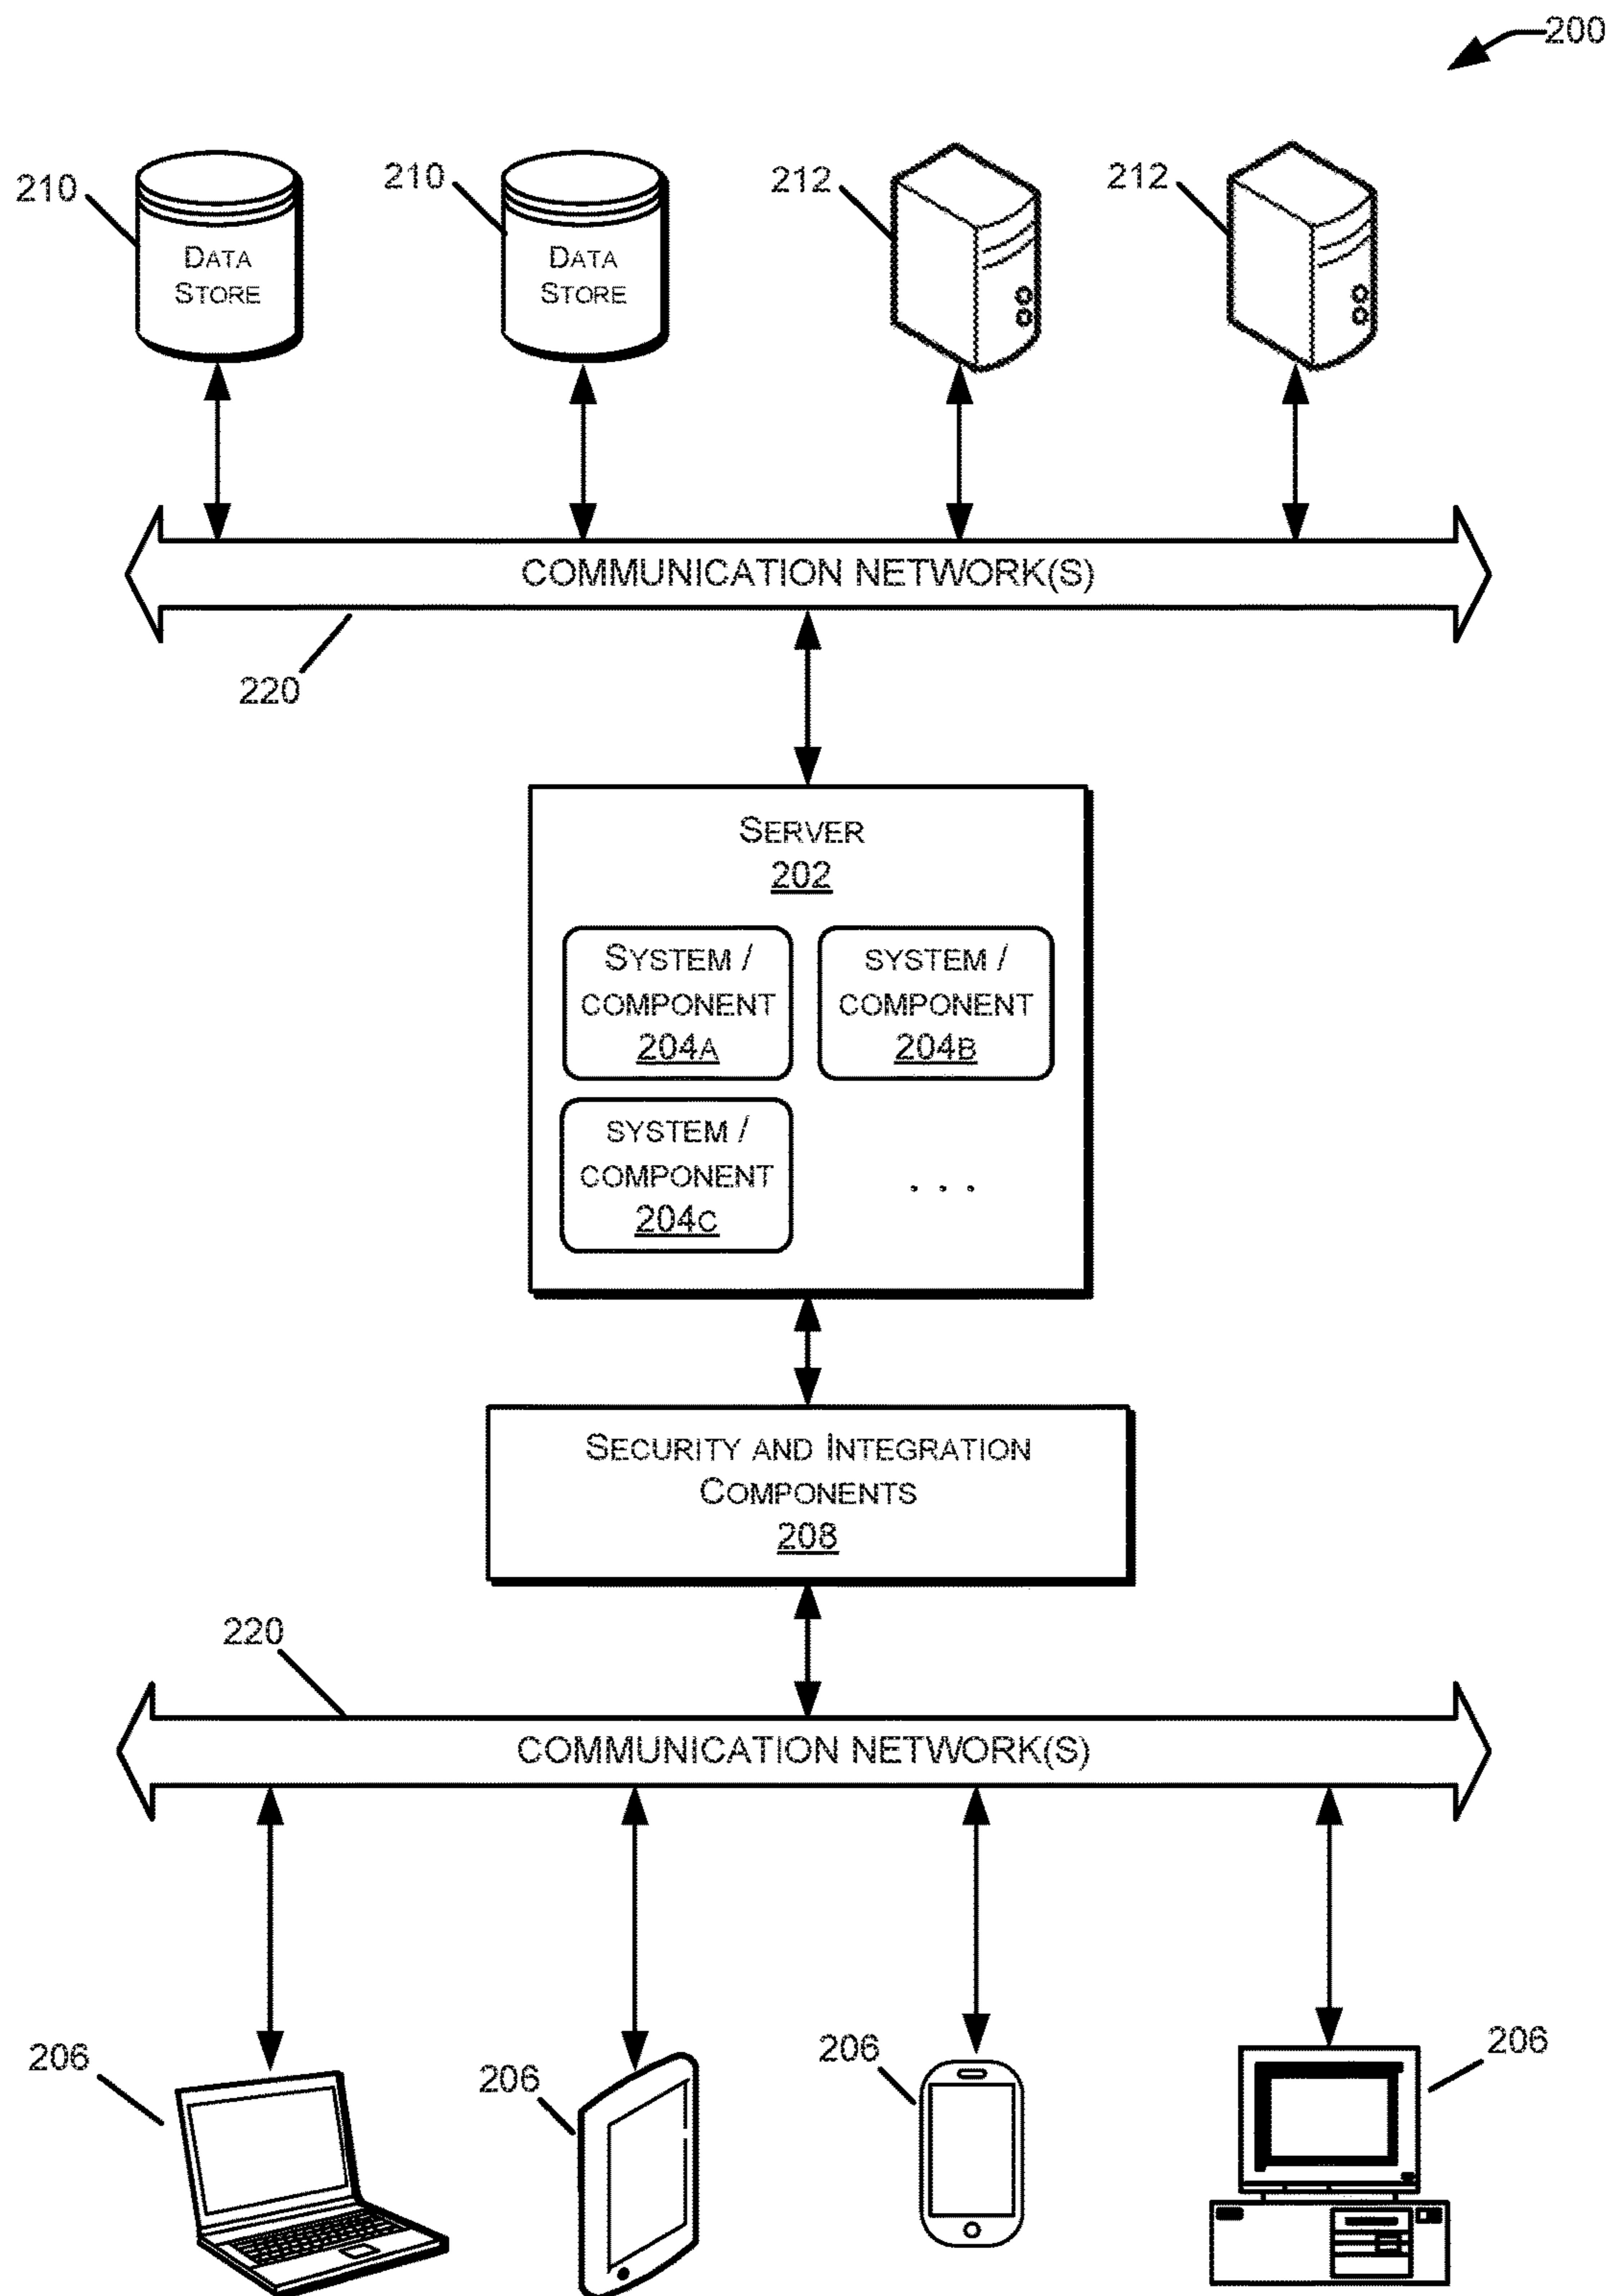 200
210
210
212
212
DATA
STORE
DATA
STORE
COMMUNICATION NETWORK(S)
220
SERVER
202
SYSTEM /
COMPONENT
204A
SYSTEM /
COMPONENT
204B
SYSTEM /
COMPONENT
204C
. . .
SECURITY AND INTEGRATION
COMPONENTS
208
220
COMMUNICATION NETWORK(S)
206
206
206
206